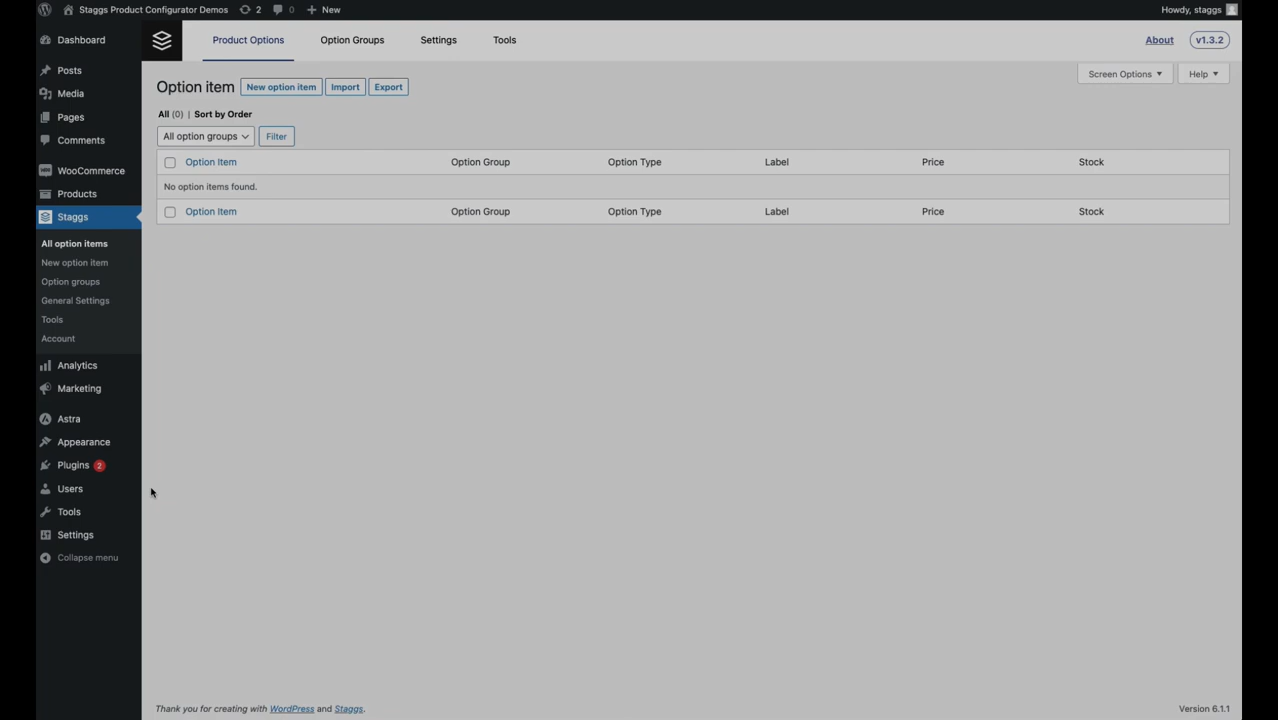 Staggs Product Configurator Demos 2 0 New Howdy, staggs
Dashboard
Posts
Media
Pages
Comments
WooCommerce
Products
Staggs
All option items
New option item
Option groups
General Settings
Tools
Account
Analytics
Marketing
Astra
Appearance
Plugins 2
Users
Tools
Settings
Collapse menu
Product Options Option Groups Settings Tools About v1.3.2
Screen Options Help
Option item New option item Import Export
All (0) | Sort by Order
All option groups Filter
Option Item Option Group Option Type Label Price Stock
No option items found.
Option Item Option Group Option Type Label Price Stock
Thank you for creating with WordPress and Staggs. Version 6.1.1